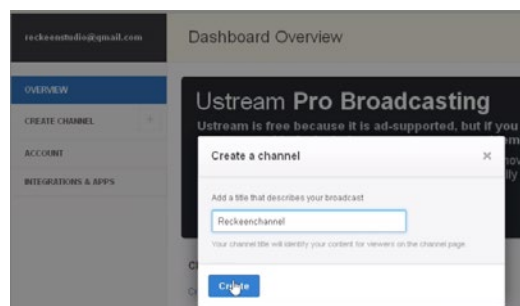 reckeenstudio@gmail.com
Dashboard Overview
OVERVIEW
CREATE CHANNEL
ACCOUNT
INTEGRATIONS & APPS
Ustream Pro Broadcasting
Ustream is free because it is ad-supported, but if you
Create a channel
Add a title that describes your broadcast
Reckeenchannel
Your channel title will identify your content for viewers on the channel page.
Create